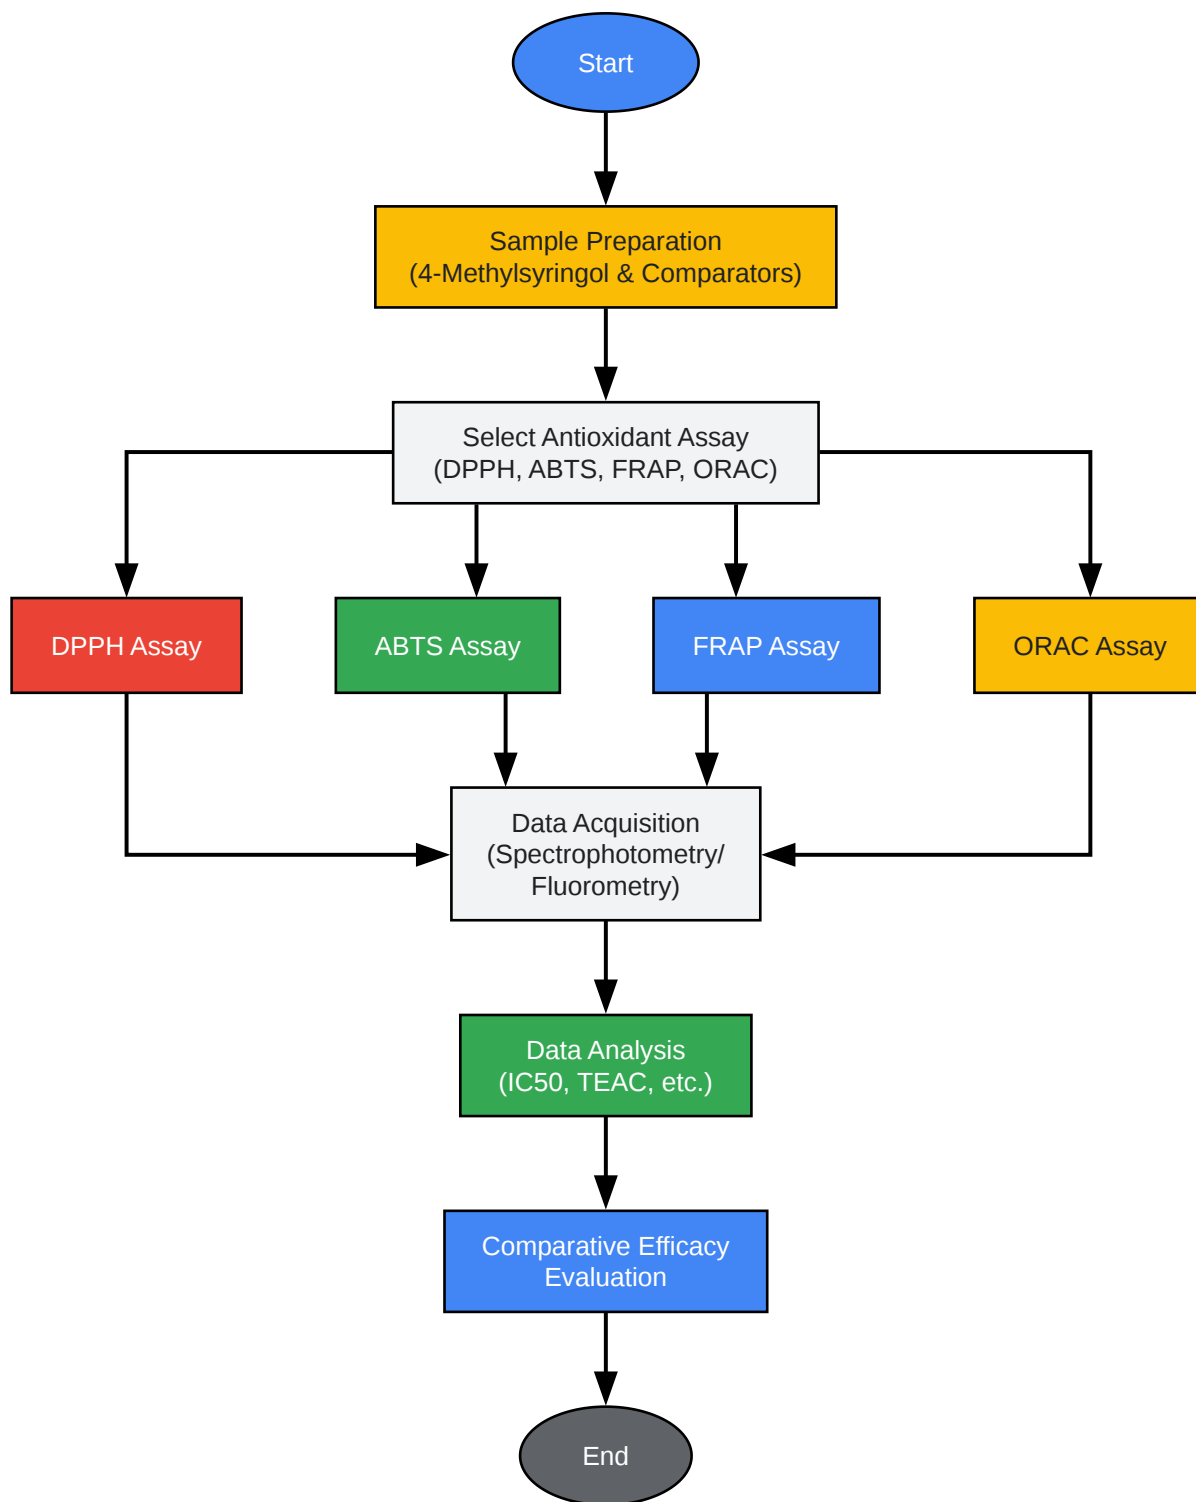 Start
Sample Preparation
(4-Methylsyringol & Comparators)
Select Antioxidant Assay
(DPPH, ABTS, FRAP, ORAC)
DPPH Assay
ABTS Assay
FRAP Assay
ORAC Assay
Data Acquisition
(Spectrophotometry/
Fluorometry)
Data Analysis
(IC50, TEAC, etc.)
Comparative Efficacy
Evaluation
End